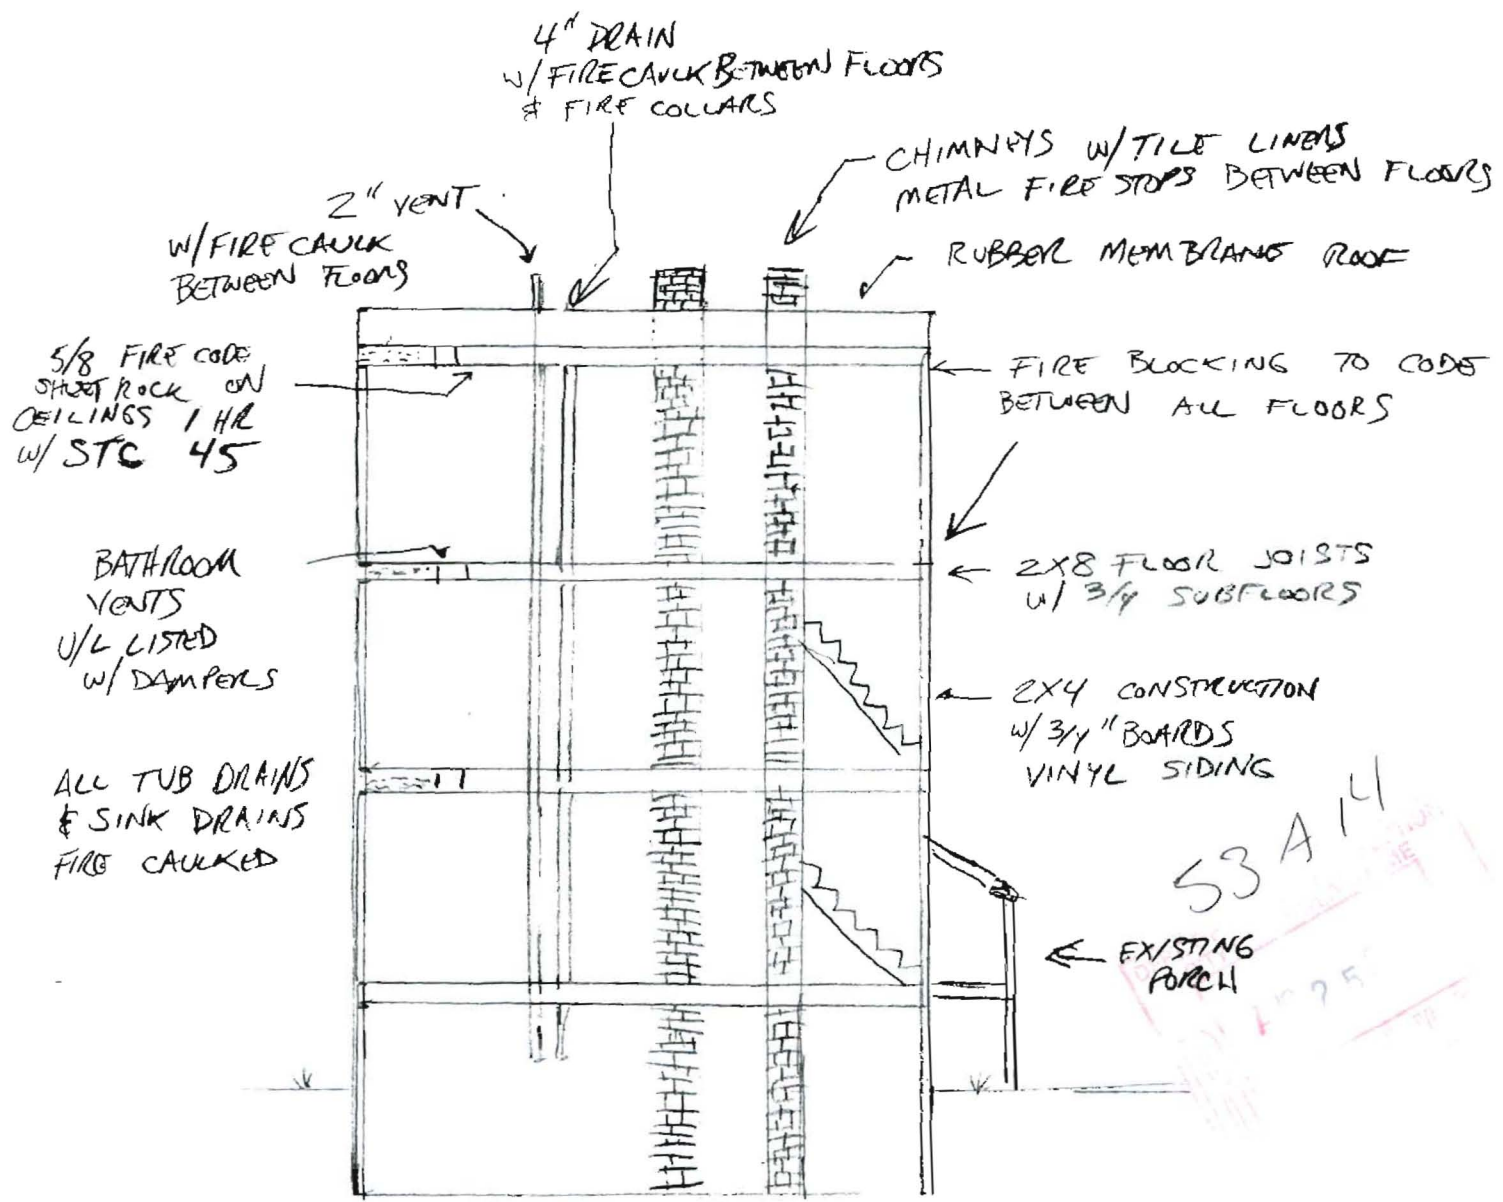 4" DRAIN
W/ FIRE CAULK BETWEEN FLOORS
& FIRE COLLARS
CHIMNEYS W/ TILE LINERS
METAL FIRE STOPS BETWEEN FLOORS
2" VENT
W/ FIRE CAULK
BETWEEN FLOORS
RUBBER MEMBRANE ROOF
5/8 FIRE CODE
SHEETROCK ON
CEILINGS 1 HR
W/ STC 45
FIRE BLOCKING TO CODE
BETWEEN ALL FLOORS
BATHROOM
VENTS
U/L LISTED
W/ DAMPERS
2X8 FLOOR JOISTS
W/ 3/4 SUBFLOORS
2X4 CONSTRUCTION
W/ 3/4" BOARDS
VINYL SIDING
ALL TUB DRAINS
& SINK DRAINS
FIRE CAULKED
53 A 14
EXISTING
PORCH